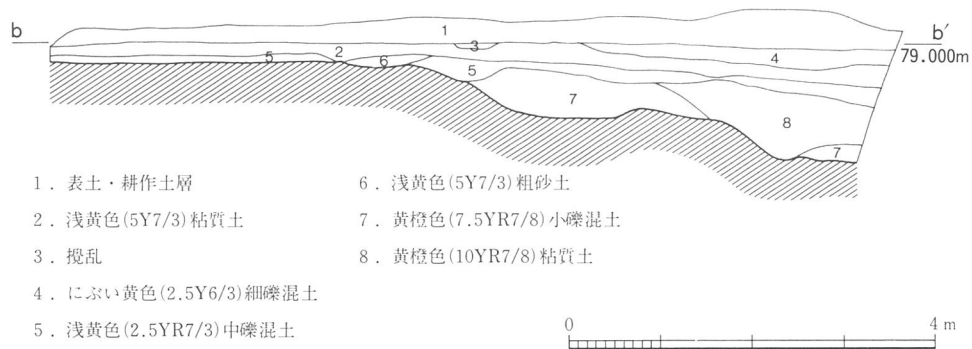 b
b′
79.000m
1
2
3
4
5
6
5
7
8
7
1．表土・耕作土層
2．浅黄色(5Y7/3)粘質土
3．攪乱
4．にぶい黄色(2.5Y6/3)細礫混土
5．浅黄色(2.5YR7/3)中礫混土
6．浅黄色(5Y7/3)粗砂土
7．黄橙色(7.5YR7/8)小礫混土
8．黄橙色(10YR7/8)粘質土
0
4 m